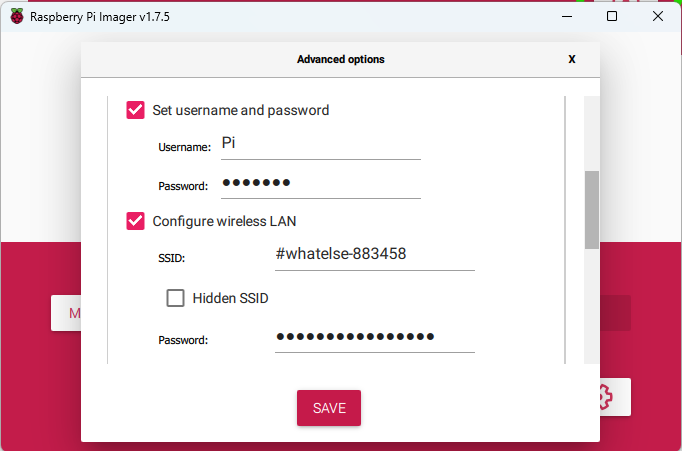 Raspberry Pi Imager v1.7.5
Advanced options
X
Set username and password
Username: Pi
Password: •••••••
Configure wireless LAN
SSID: #whatelse-883458
Hidden SSID
Password: ••••••••••••••••
M
SAVE